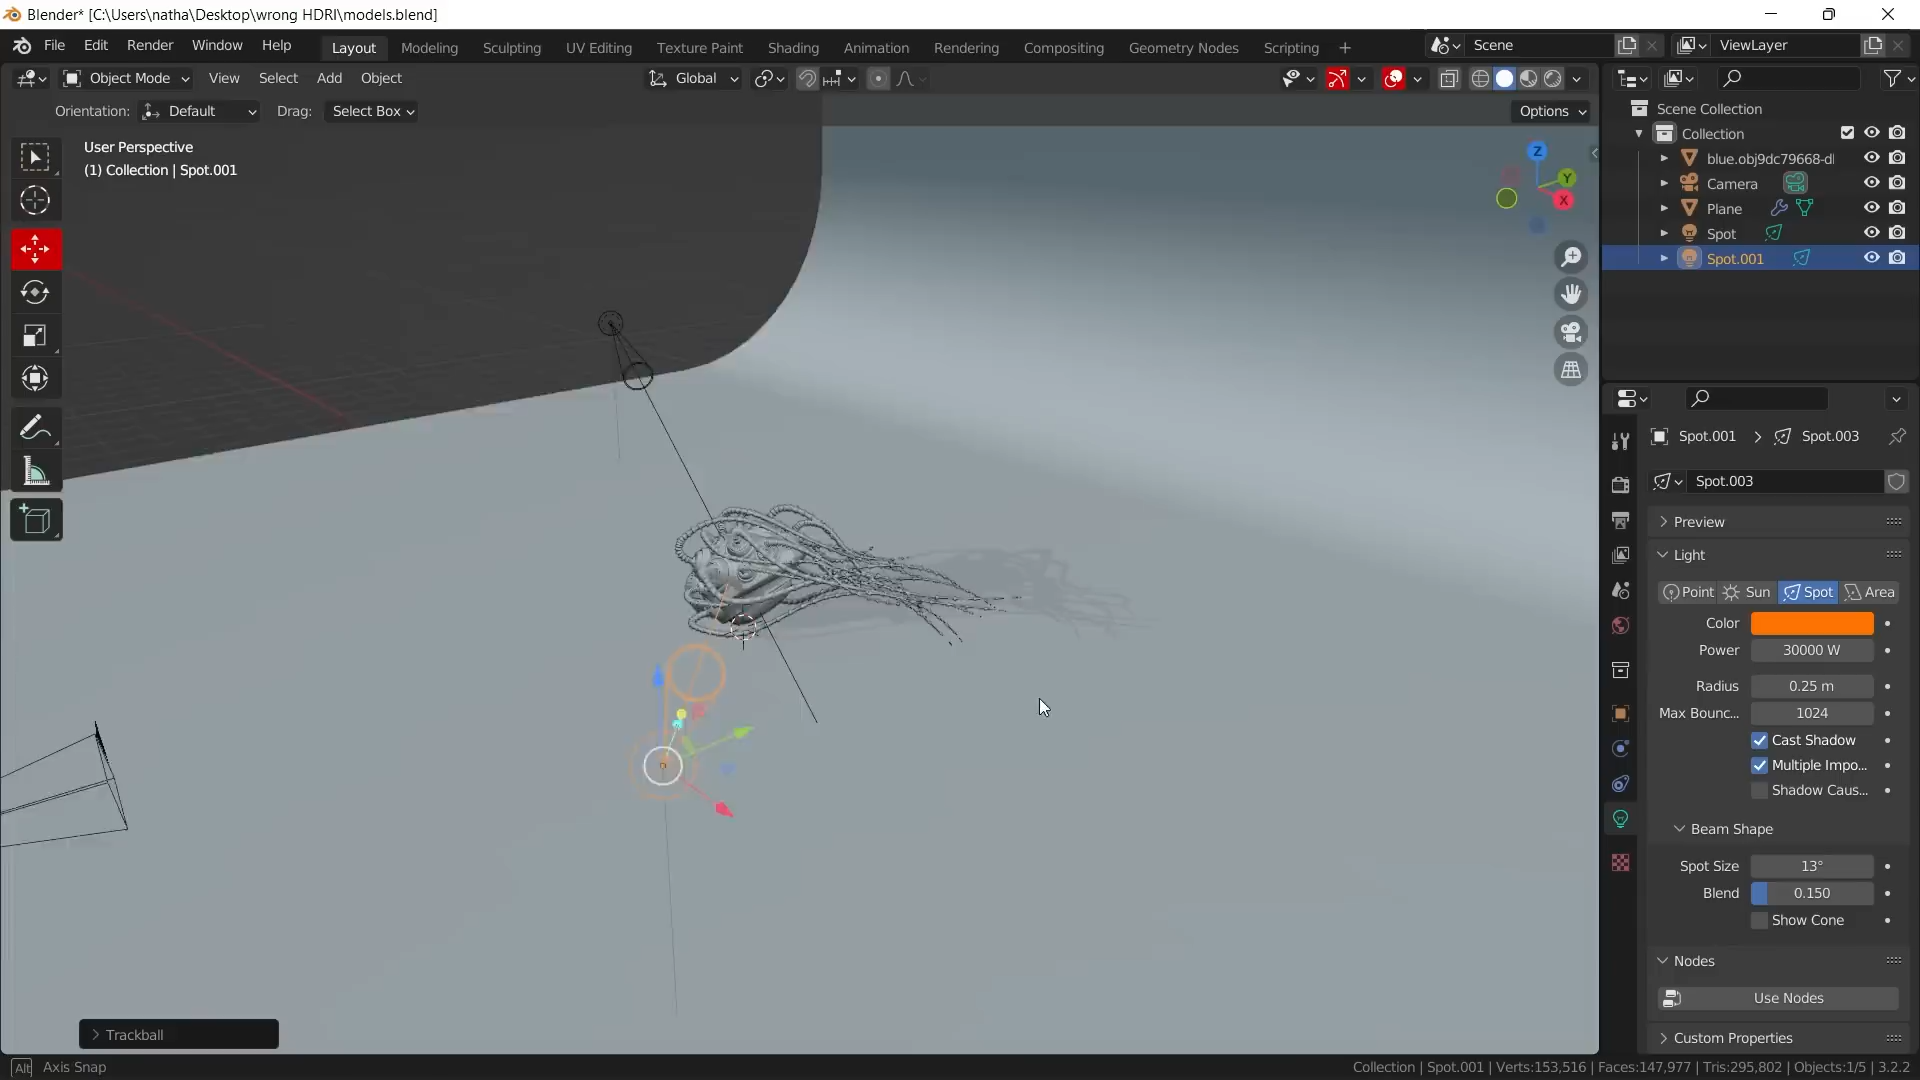 Blender* [C:\Users\natha\Desktop\wrong HDRI\models.blend]
File Edit Render Window Help Layout Modeling Sculpting UV Editing Texture Paint Shading Animation Rendering Compositing Geometry Nodes Scripting + Scene ViewLayer
Object Mode View Select Add Object Global
Orientation: Default Drag: Select Box Options
User Perspective
(1) Collection | Spot.001
Z
Y
X
Scene Collection
Collection
blue.obj9dc79668-d
Camera
Plane
Spot
Spot.001
Spot.001 > Spot.003
Spot.003
Preview
Light
Point Sun Spot Area
Color
Power 30000 W
Radius 0.25 m
Max Bounc... 1024
Cast Shadow
Multiple Impo...
Shadow Caus...
Beam Shape
Spot Size 13°
Blend 0.150
Show Cone
Nodes
Use Nodes
Custom Properties
Trackball
Alt Axis Snap
Collection | Spot.001 | Verts:153,516 | Faces:147,977 | Tris:295,802 | Objects:1/5 | 3.2.2